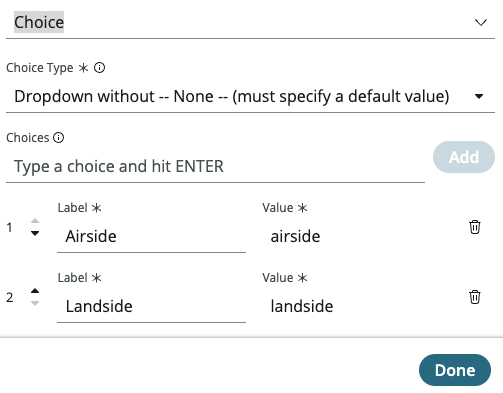 Choice
Choice Type *
Dropdown without -- None -- (must specify a default value)
Choices
Type a choice and hit ENTER
Add
Label * Value *
1 Airside airside
Label * Value *
2 Landside landside
Done